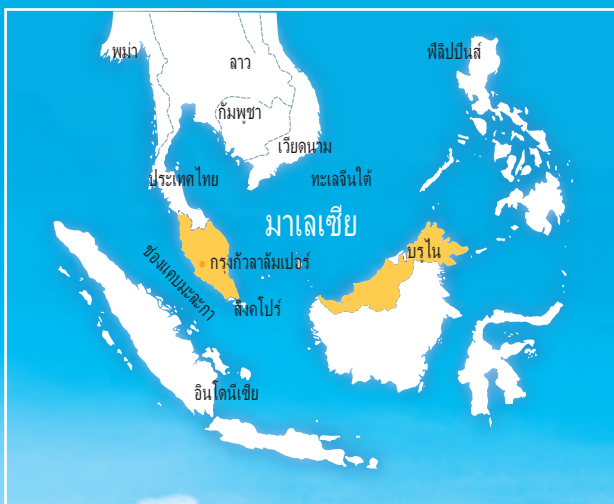 พม่า
ลาว
ฟิลิปปินส์
กัมพูชา
เวียดนาม
ประเทศไทย
ทะเลจีนใต้
มาเลเซีย
บรูไน
ช่องแคบมะละกา
กรุงกัวลาลัมเปอร์
สิงคโปร์
อินโดนีเซีย